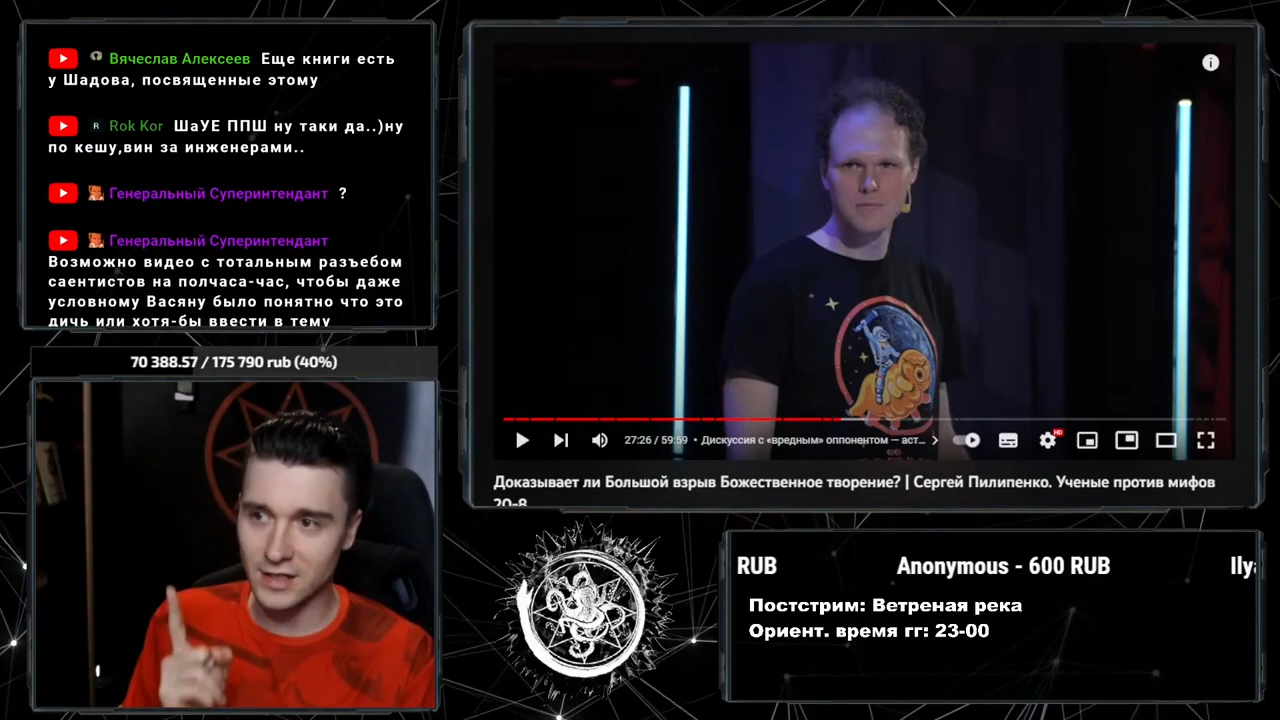 Вячеслав Алексеев Еще книги есть
у Шадова, посвященные этому
R Rok Kor ШаУЕ ППШ ну таки да..)ну
по кешу,вин за инженерами..
Генеральный Суперинтендант ?
Генеральный Суперинтендант
Возможно видео с тотальным разъебом
саентистов на полчаса-час, чтобы даже
условному Васяну было понятно что это
дичь или хотя-бы ввести в тему
70 388.57 / 175 790 rub (40%)
27:26 / 59:59 • Дискуссия с «вредным» оппонентом — аст...
HD
Доказывает ли Большой взрыв Божественное творение? | Сергей Пилипенко. Ученые против мифов
20-8
RUB Anonymous - 600 RUB Ilya
Постстрим: Ветреная река
Ориент. время гг: 23-00